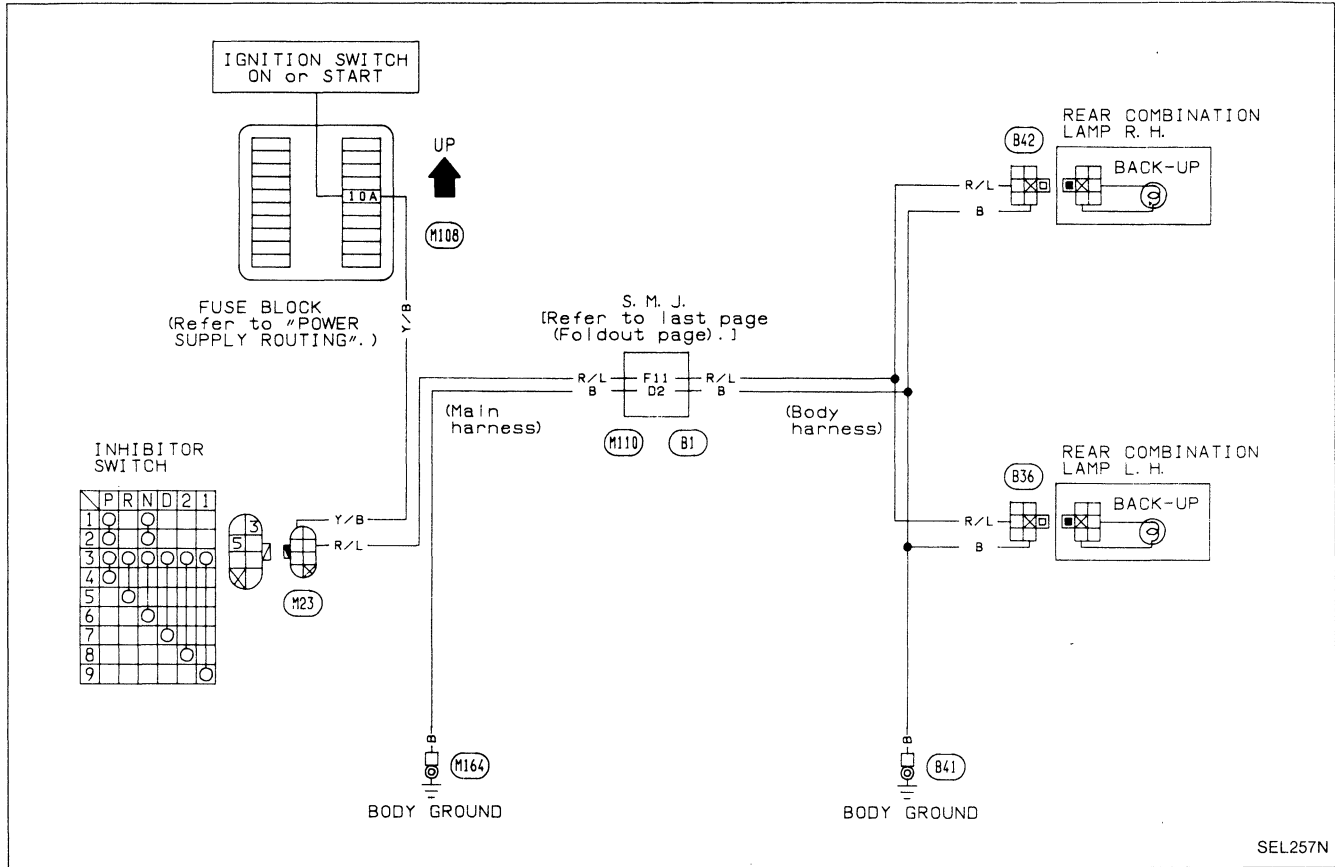 IGNITION SWITCH
ON or START
10A
UP
M108
FUSE BLOCK
(Refer to "POWER
SUPPLY ROUTING".)
Y/B
S. M. J.
[Refer to last page
(Foldout page).]
R/L F11 R/L
B D2 B
(Main
harness)
(Body
harness)
M110 B1
REAR COMBINATION
LAMP R. H.
B42
BACK-UP
R/L
B
REAR COMBINATION
LAMP L. H.
B36
BACK-UP
R/L
B
INHIBITOR
SWITCH
P R N D 2 1
1
2
3
4
5
6
7
8
9
3
5
Y/B
R/L
M23
B
M164
BODY GROUND
B
B41
BODY GROUND
SEL257N